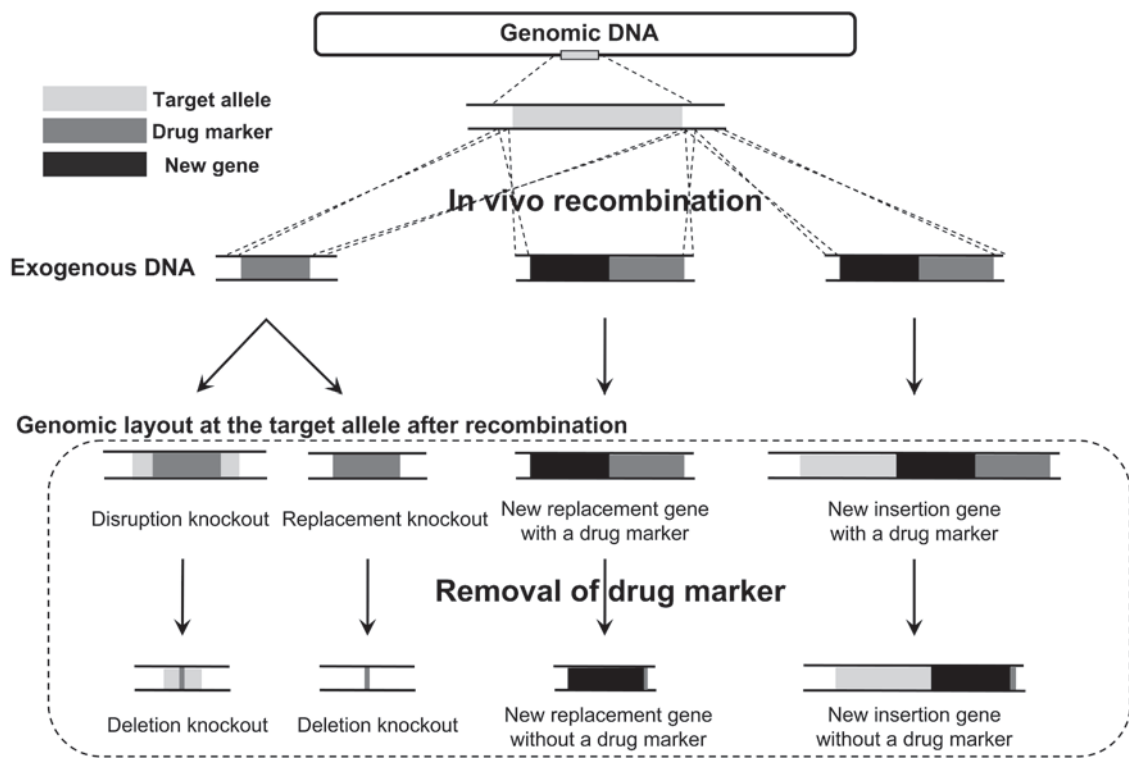 Genomic DNA
Target allele
Drug marker
New gene
In vivo recombination
Exogenous DNA
Genomic layout at the target allele after recombination
Disruption knockout
Replacement knockout
New replacement gene
with a drug marker
New insertion gene
with a drug marker
Removal of drug marker
Deletion knockout
Deletion knockout
New replacement gene
without a drug marker
New insertion gene
without a drug marker